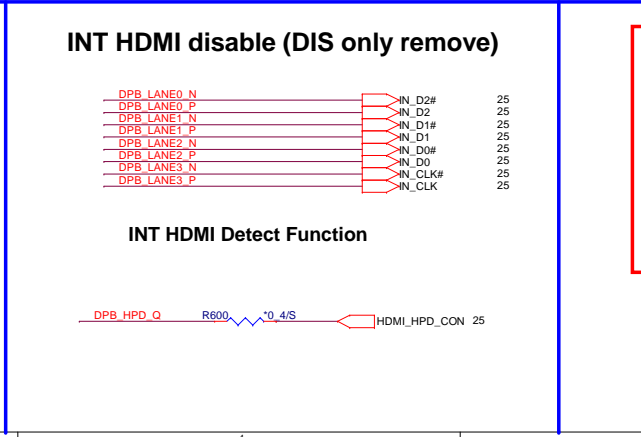 INT HDMI disable (DIS only remove)
DPB_LANE0_N IN_D2# 25
DPB_LANE0_P IN_D2 25
DPB_LANE1_N IN_D1# 25
DPB_LANE1_P IN_D1 25
DPB_LANE2_N IN_D0# 25
DPB_LANE2_P IN_D0 25
DPB_LANE3_N IN_CLK# 25
DPB_LANE3_P IN_CLK 25
INT HDMI Detect Function
DPB_HPD_Q R600 *0_4/S HDMI_HPD_CON 25